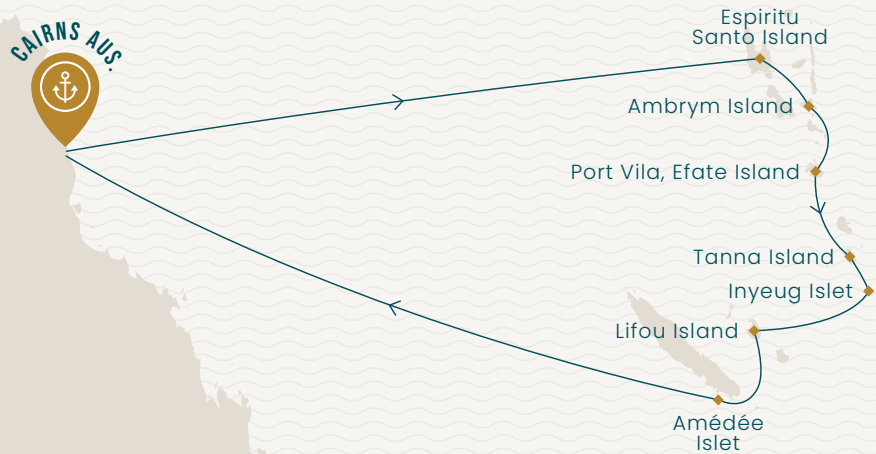 CAIRNS AUS.
Espiritu
Santo Island
Ambrym Island
Port Vila, Efate Island
Tanna Island
Inyeug Islet
Lifou Island
Amédée
Islet